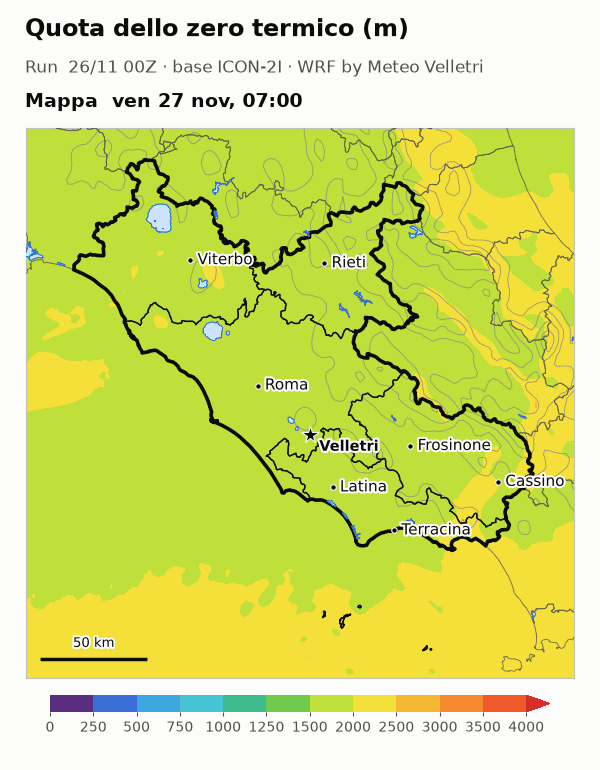 Quota dello zero termico (m)
Run  26/11 00Z · base ICON-2I · WRF by Meteo Velletri
Mappa  ven 27 nov, 07:00
Viterbo
Rieti
Roma
Velletri
Frosinone
Cassino
Latina
Terracina
50 km
0 250 500 750 1000 1250 1500 2000 2500 3000 3500 4000